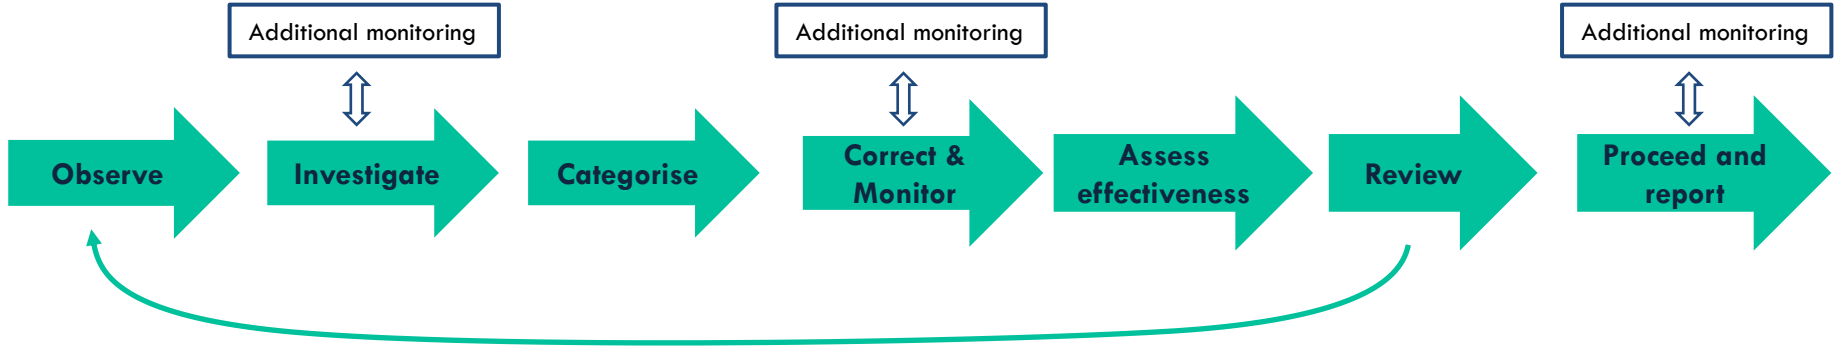 Additional monitoring
Additional monitoring
Additional monitoring
Observe
Investigate
Categorise
Correct &
Monitor
Assess
effectiveness
Review
Proceed and
report